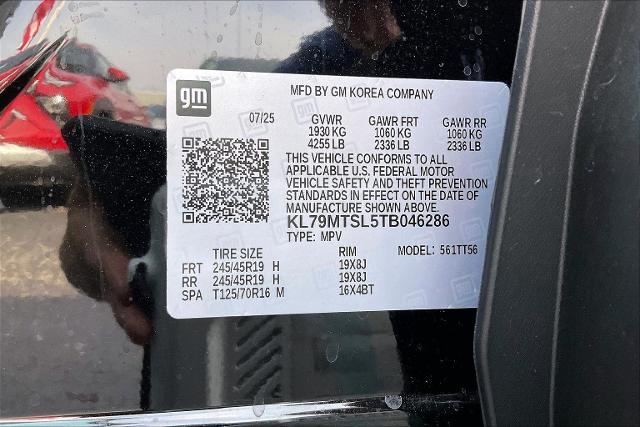 gm
MFD BY GM KOREA COMPANY
07/25 GVWR GAWR FRT GAWR RR
1930 KG 1060 KG 1060 KG
4255 LB 2336 LB 2336 LB
THIS VEHICLE CONFORMS TO ALL
APPLICABLE U.S. FEDERAL MOTOR
VEHICLE SAFETY AND THEFT PREVENTION
STANDARDS IN EFFECT ON THE DATE OF
MANUFACTURE SHOWN ABOVE.
KL79MTSL5TB046286
TYPE: MPV MODEL: 561TT56
TIRE SIZE RIM
FRT 245/45R19 H 19X8J
RR 245/45R19 H 19X8J
SPA T125/70R16 M 16X4BT